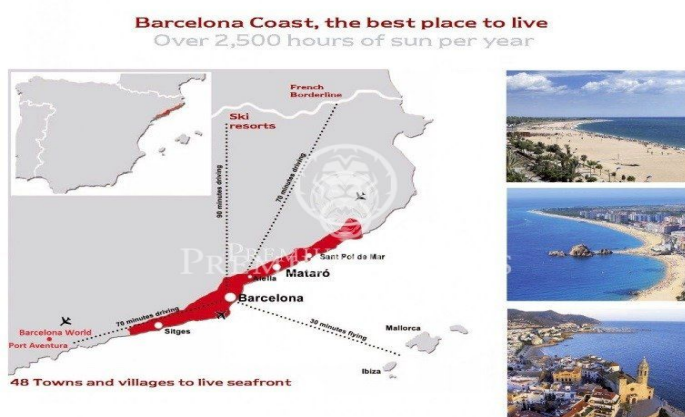 Barcelona Coast, the best place to live
Over 2,500 hours of sun per year
French
Borderline
Ski
resorts
90 minutes driving
70 minutes driving
Sant Pol de Mar
Mataró
Barcelona
70 minutes driving
Sitges
30 minutes flying
Barcelona World
Port Aventura
Mallorca
Ibiza
48 Towns and villages to live seafront